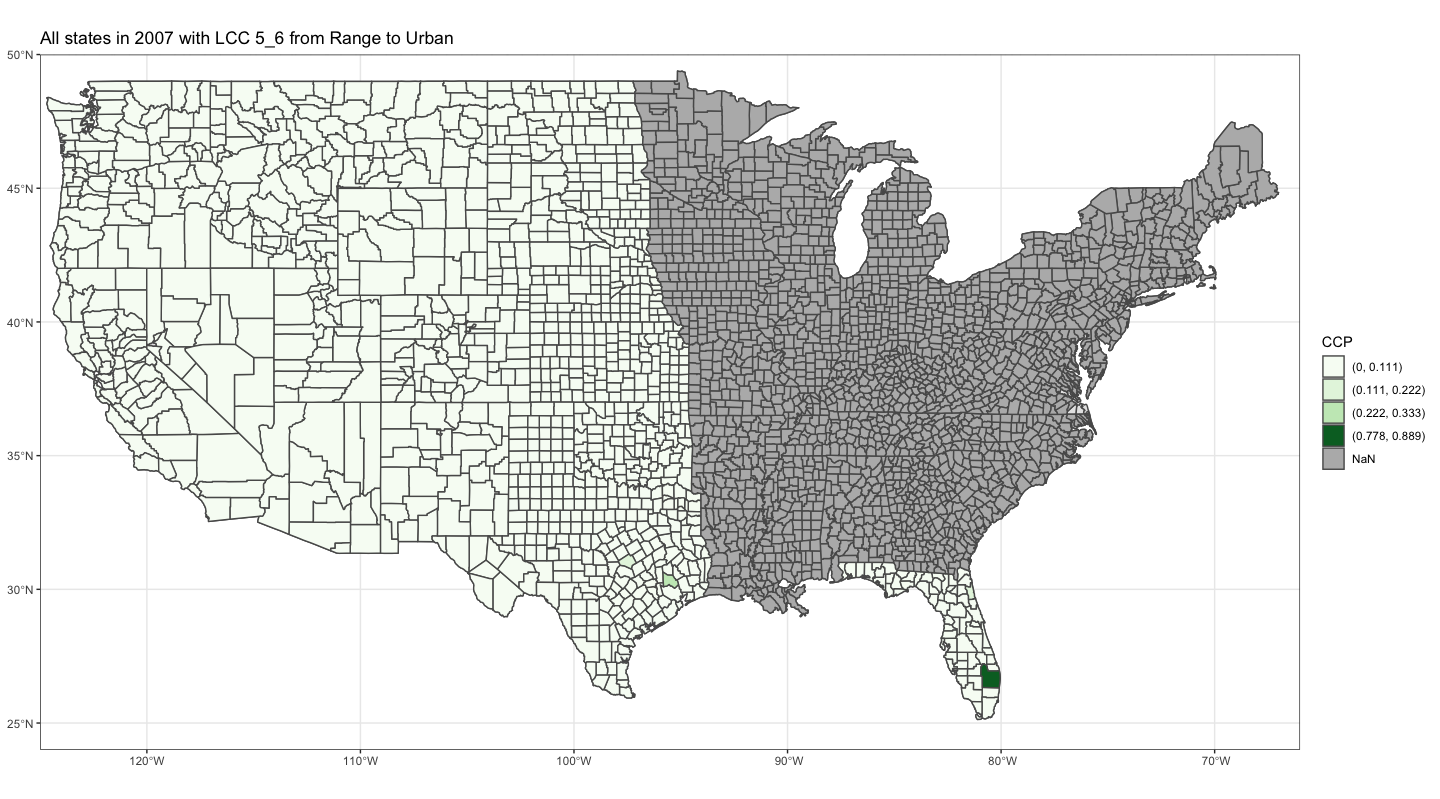 All states in 2007 with LCC 5_6 from Range to Urban
50°N
45°N
40°N
35°N
30°N
25°N
120°W
110°W
100°W
90°W
80°W
70°W
CCP
(0, 0.111)
(0.111, 0.222)
(0.222, 0.333)
(0.778, 0.889)
NaN